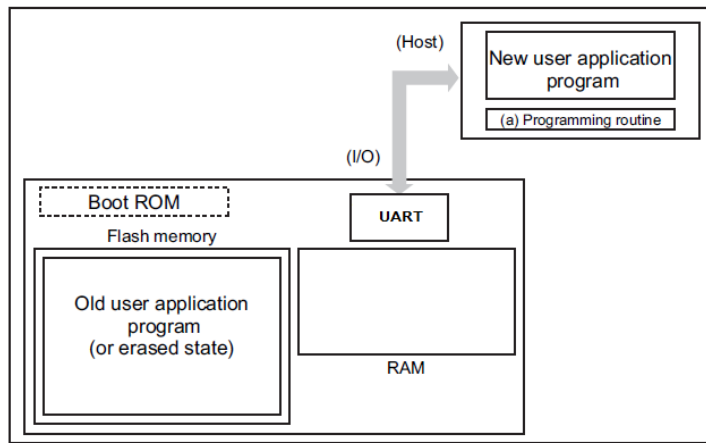 (Host)
New user application
program
(a) Programming routine
(I/O)
Boot ROM
UART
Flash memory
Old user application
program
(or erased state)
RAM